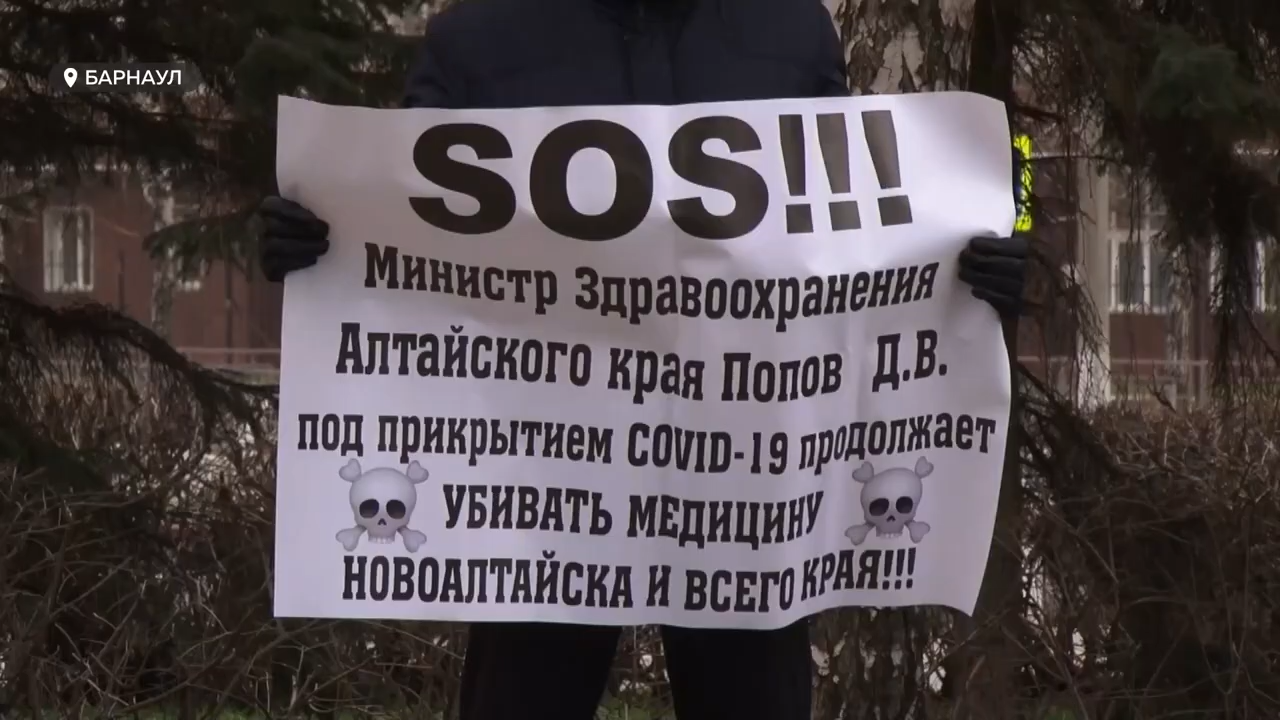 БАРНАУЛ
SOS!!!
Министр Здравоохранения
Алтайского края Попов Д.В.
под прикрытием COVID-19 продолжает
УБИВАТЬ МЕДИЦИНУ
НОВОАЛТАЙСКА И ВСЕГО КРАЯ!!!